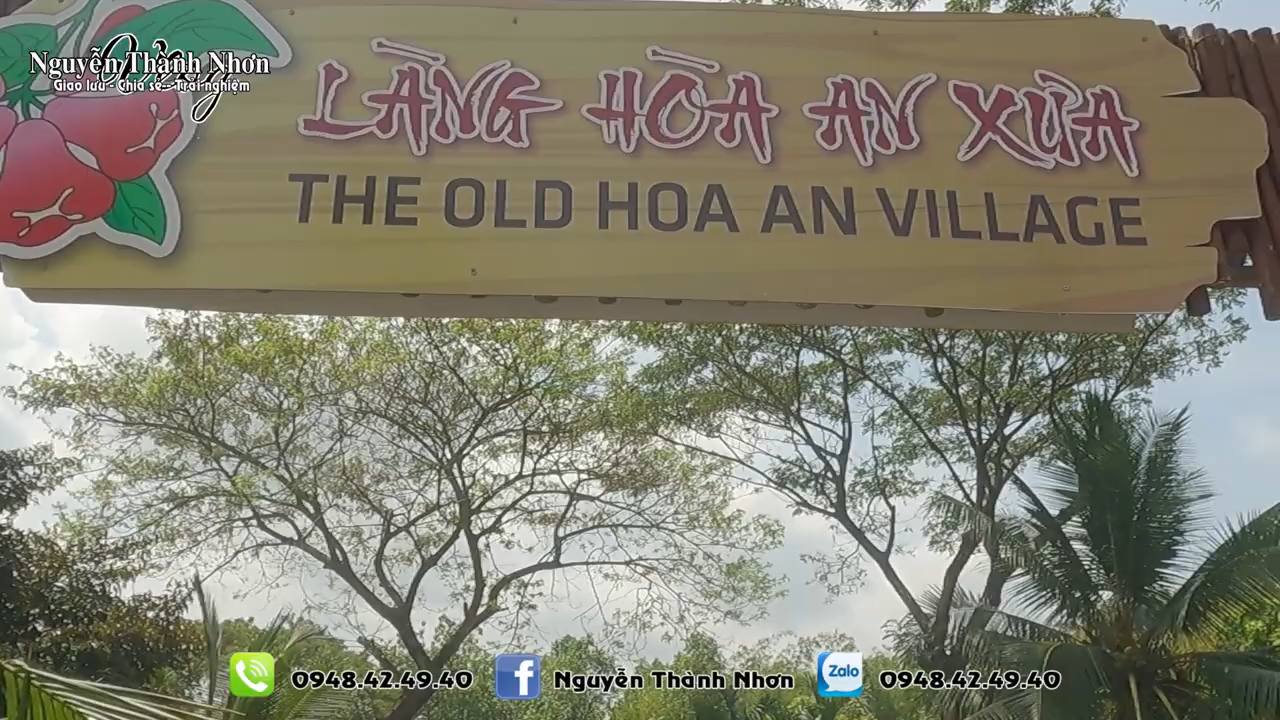 Nguyễn Thành Nhơn
Giao lưu - Chia sẽ - Trải nghiệm
LÀNG HÒA AN XƯA
THE OLD HOA AN VILLAGE
0948.42.49.40
f
Nguyễn Thành Nhơn
Zalo
0948.42.49.40